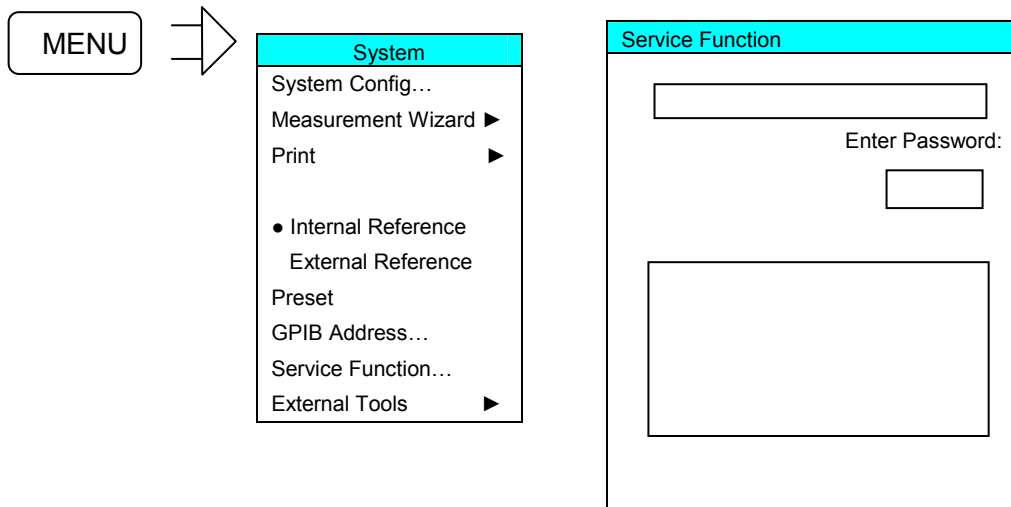 MENU
System
System Config…
Measurement Wizard ►
Print ►
● Internal Reference
External Reference
Preset
GPIB Address…
Service Function…
External Tools ►
Service Function
Enter Password: